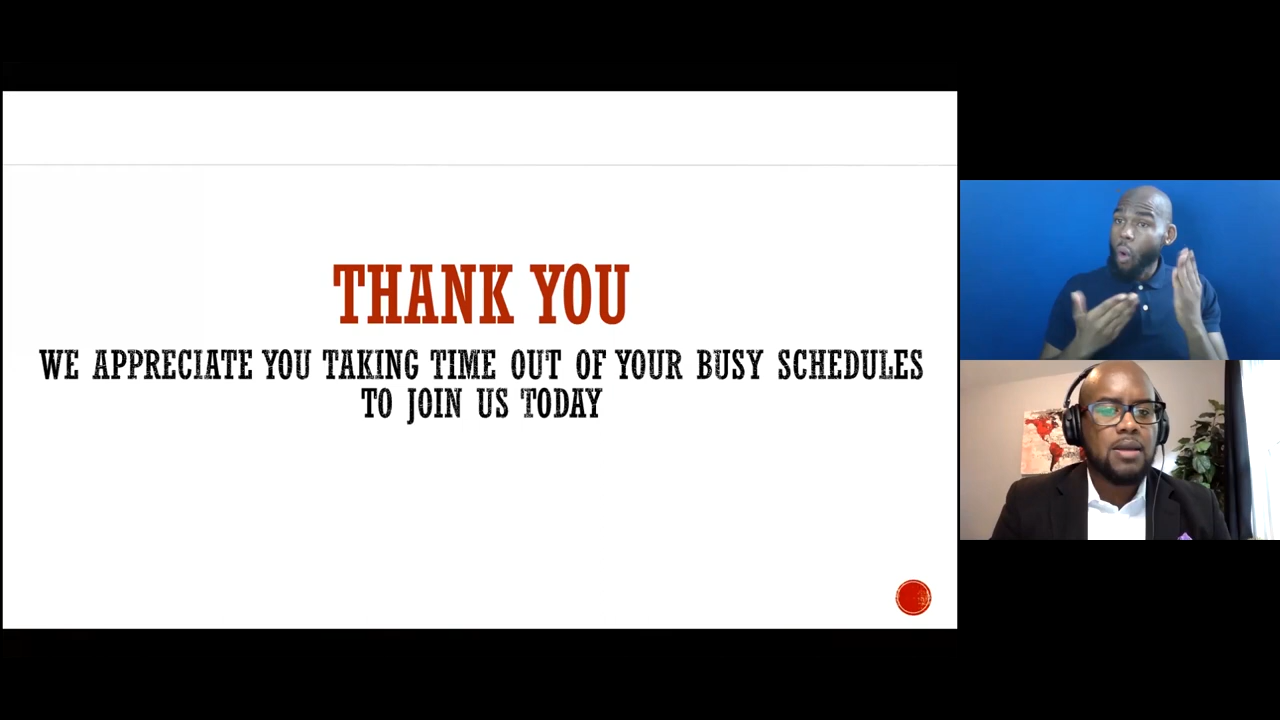 THANK YOU
WE APPRECIATE YOU TAKING TIME OUT OF YOUR BUSY SCHEDULES
TO JOIN US TODAY